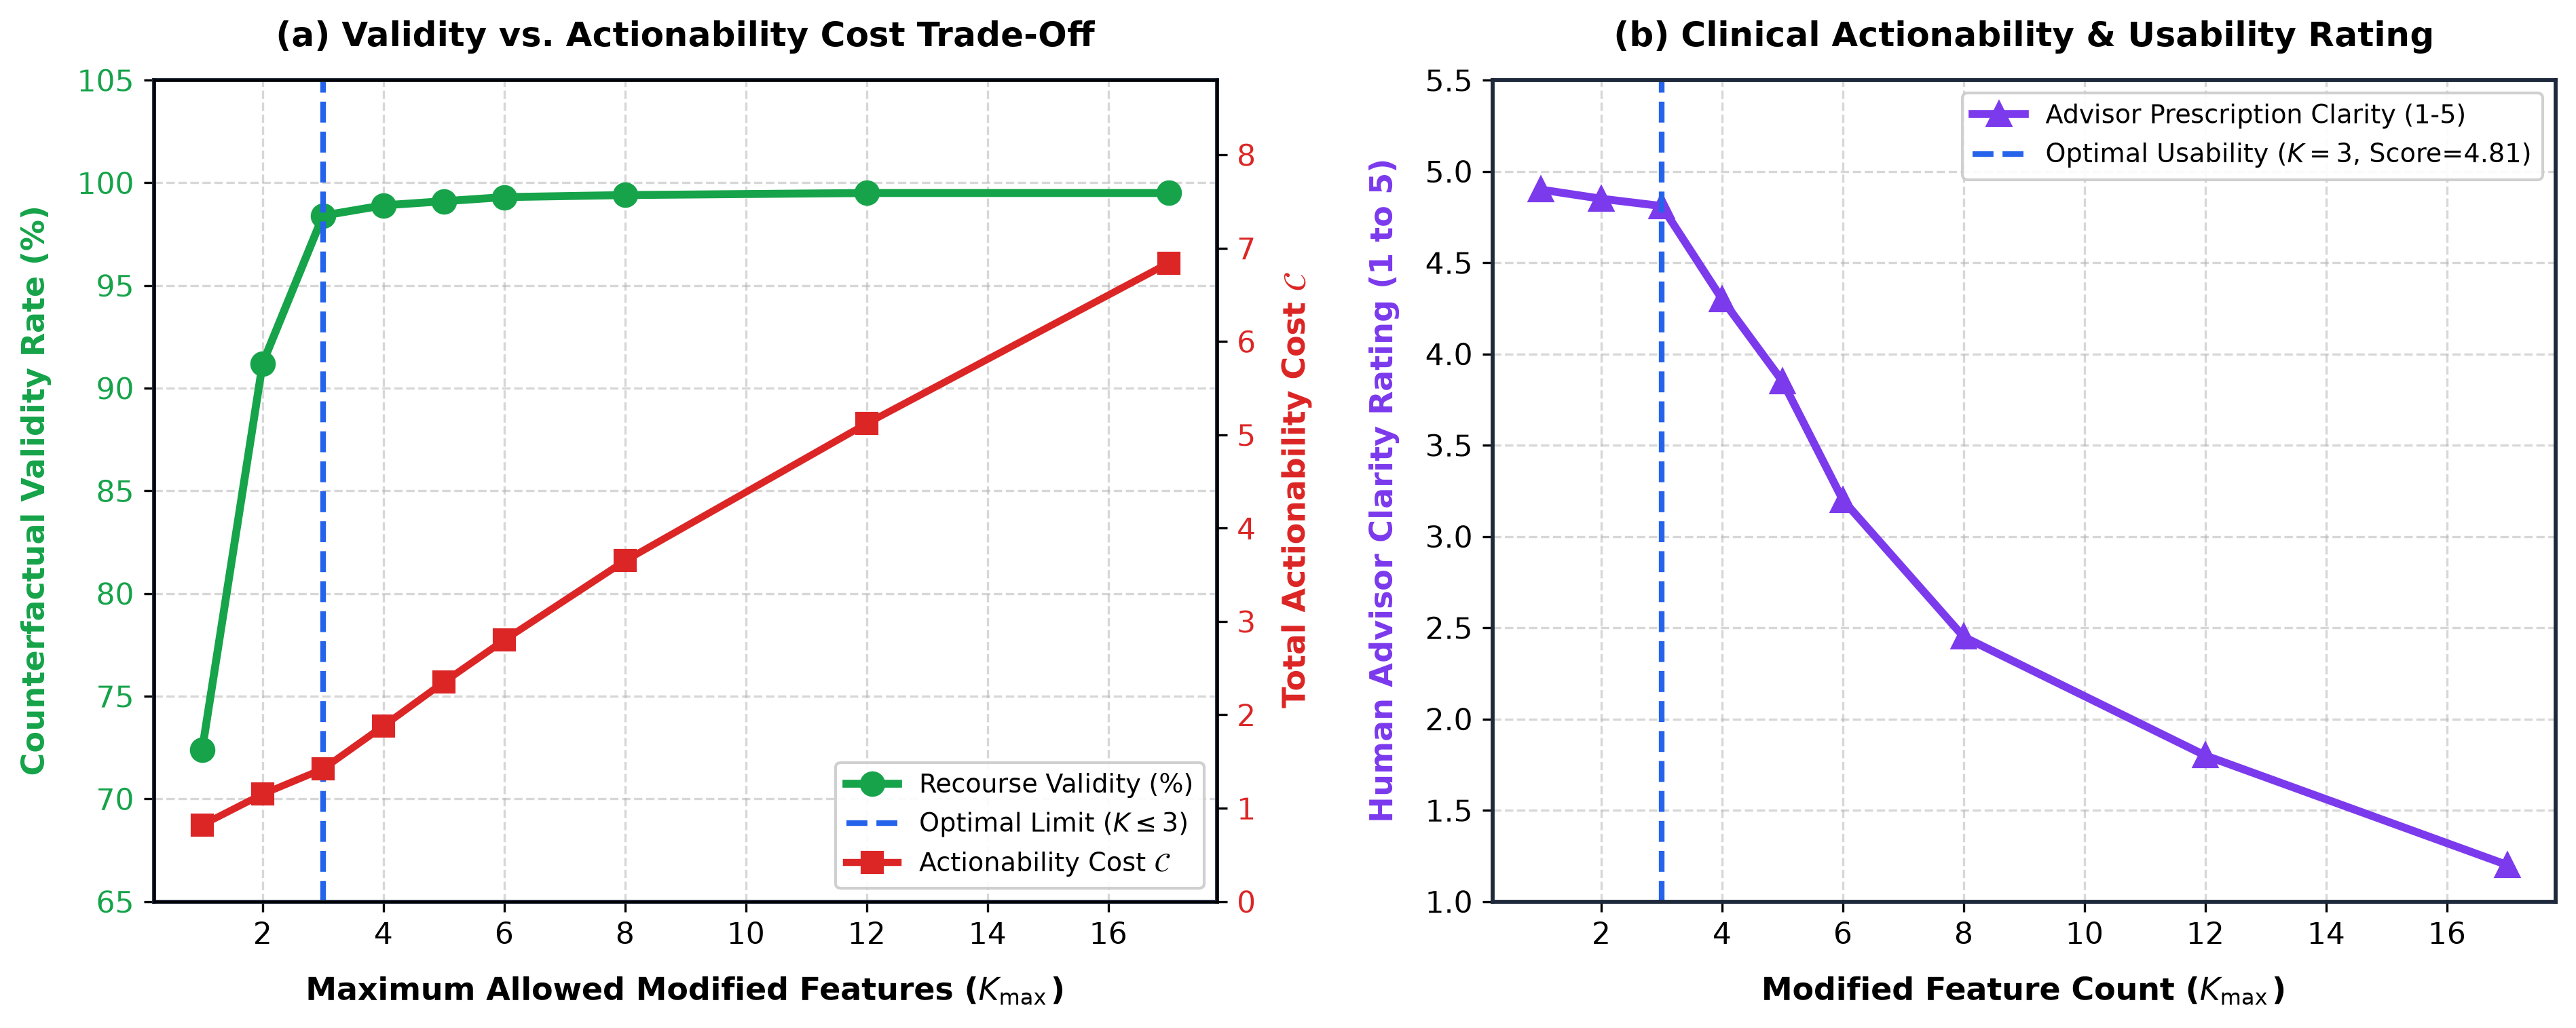 (a) Validity vs. Actionability Cost Trade-Off
Counterfactual Validity Rate (%)
105
100
95
90
85
80
75
70
65
2 4 6 8 10 12 14 16
Maximum Allowed Modified Features (Kmax)
8
7
6
5
4
3
2
1
0
Total Actionability Cost 𝒞
Recourse Validity (%)
Optimal Limit (K ≤ 3)
Actionability Cost 𝒞
(b) Clinical Actionability & Usability Rating
Human Advisor Clarity Rating (1 to 5)
5.5
5.0
4.5
4.0
3.5
3.0
2.5
2.0
1.5
1.0
2 4 6 8 10 12 14 16
Modified Feature Count (Kmax)
Advisor Prescription Clarity (1-5)
Optimal Usability (K = 3, Score=4.81)